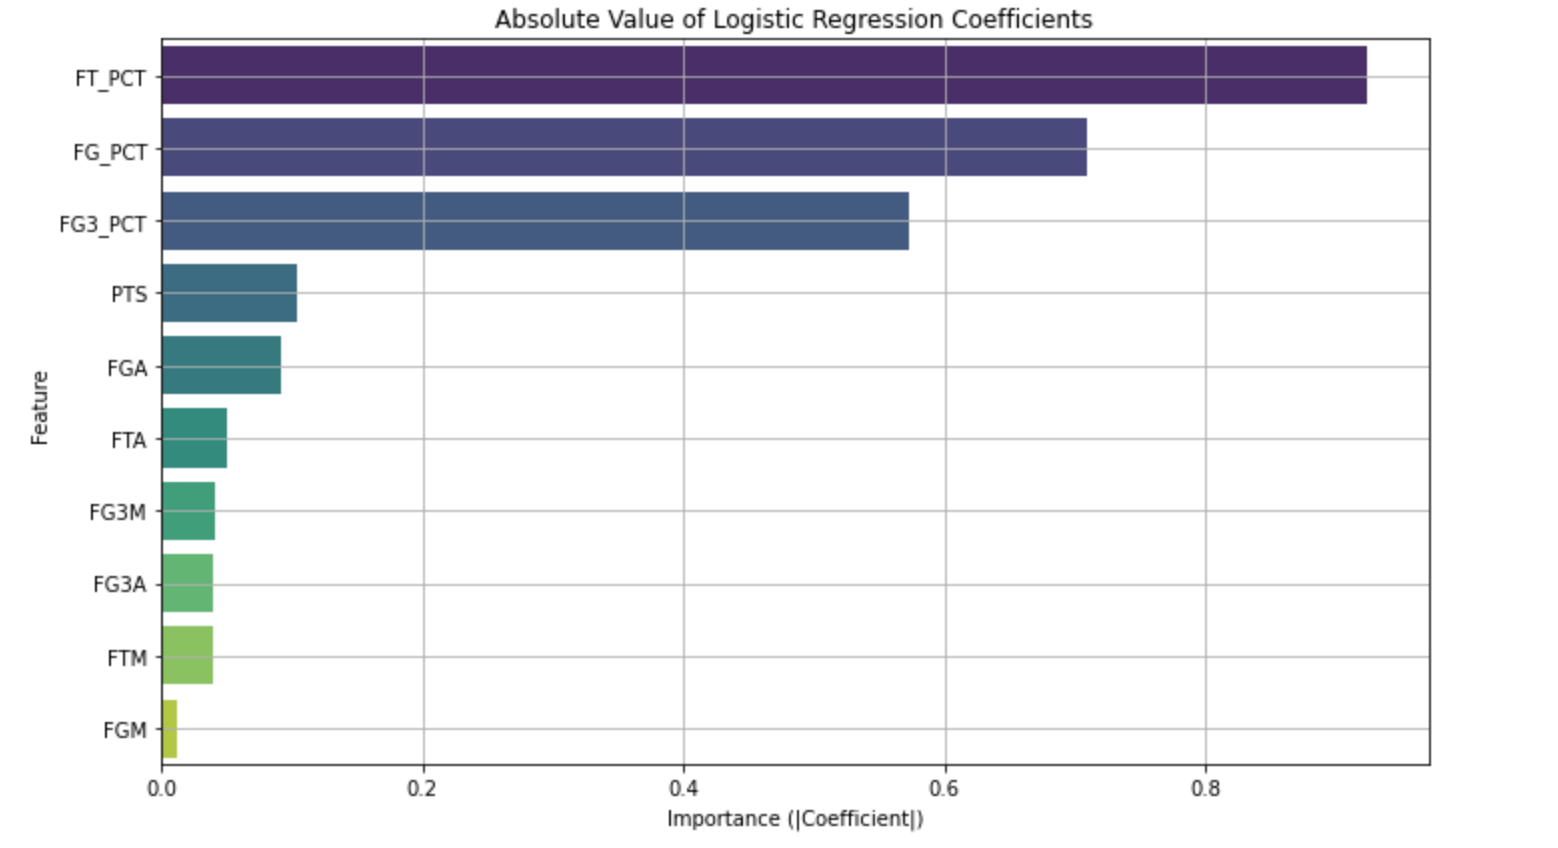 Absolute Value of Logistic Regression Coefficients
FT_PCT
FG_PCT
FG3_PCT
PTS
FGA
FTA
FG3M
FG3A
FTM
FGM
Feature
0.0 0.2 0.4 0.6 0.8
Importance (|Coefficient|)